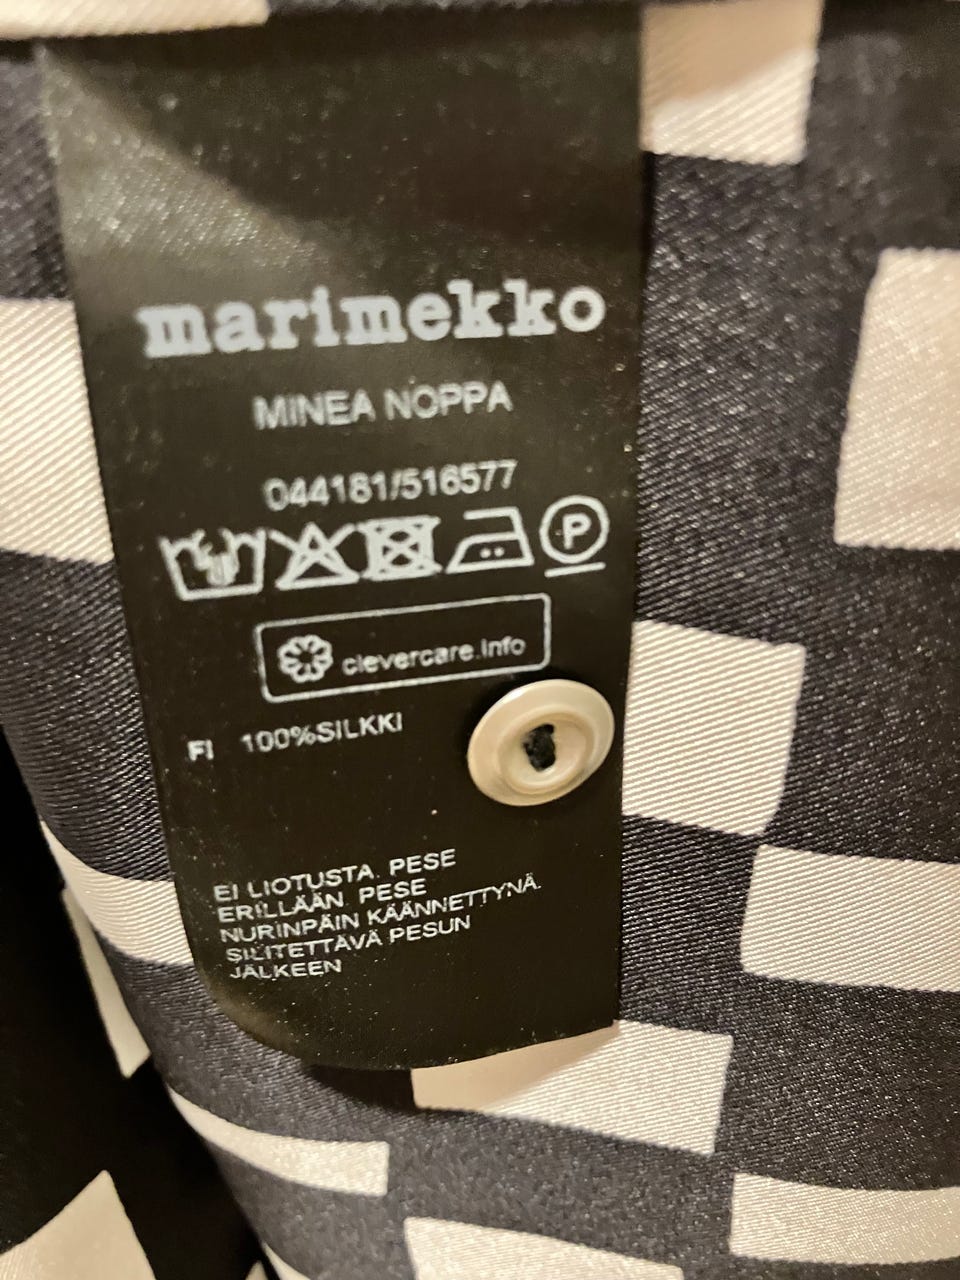 marimekko
MINEA NOPPA
044181/516577
P
clevercare.info
FI 100%SILKKI
EI LIOTUSTA. PESE
ERILLÄÄN. PESE
NURINPÄIN KÄÄNNETTYNÄ.
SILITETTÄVÄ PESUN
JÄLKEEN